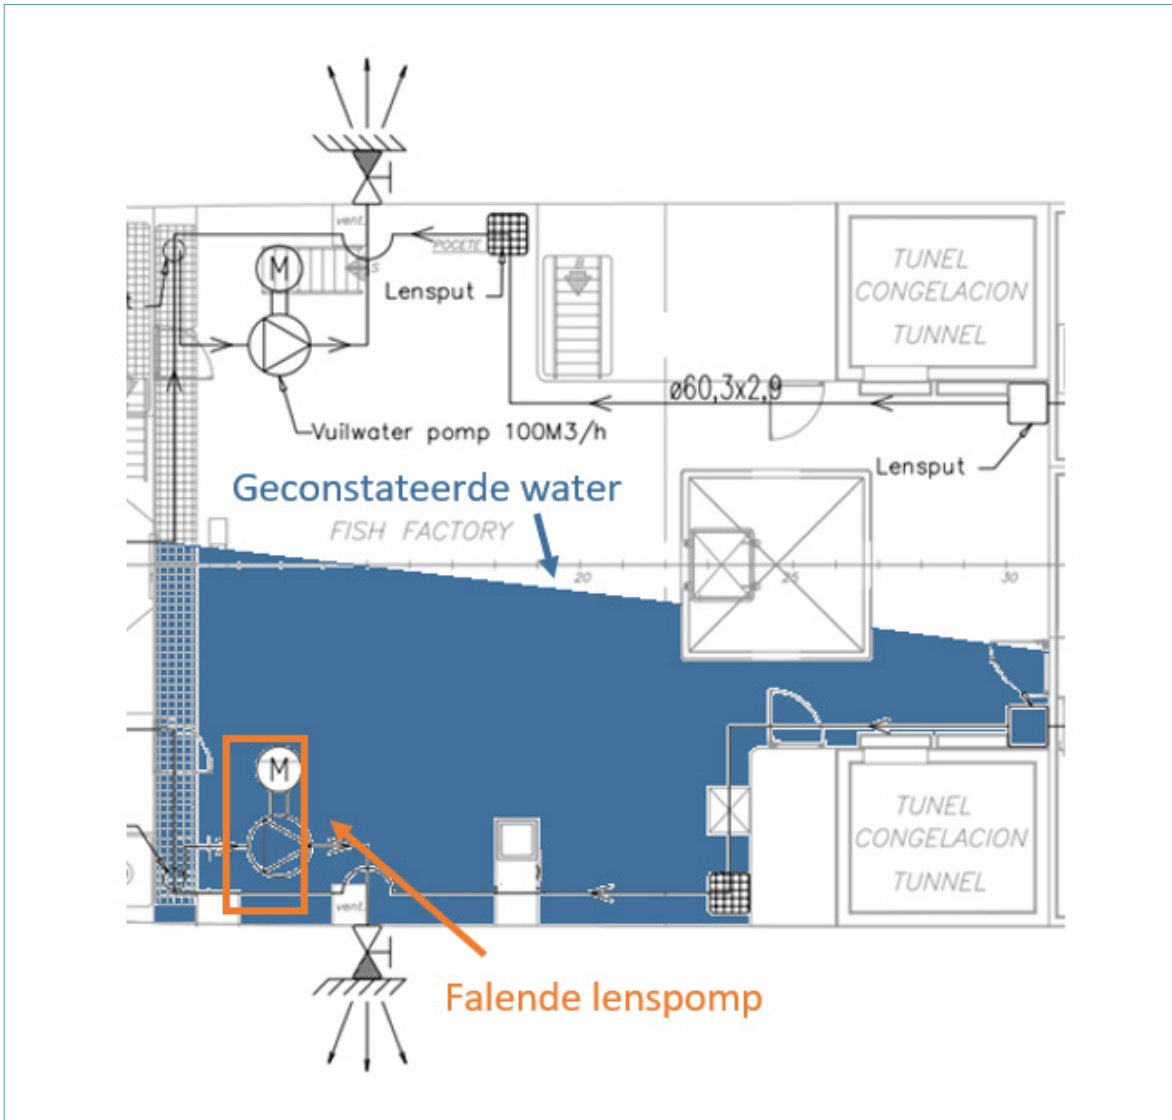 vent.
POCETE
M
S
Lensput
t
B
TUNEL
CONGELACION
TUNNEL
ø60,3x2,9
Vuilwater pomp 100M3/h
Lensput
Geconstateerde water
FISH FACTORY
20
25
30
M
TUNEL
CONGELACION
TUNNEL
vent.
Falende lenspomp